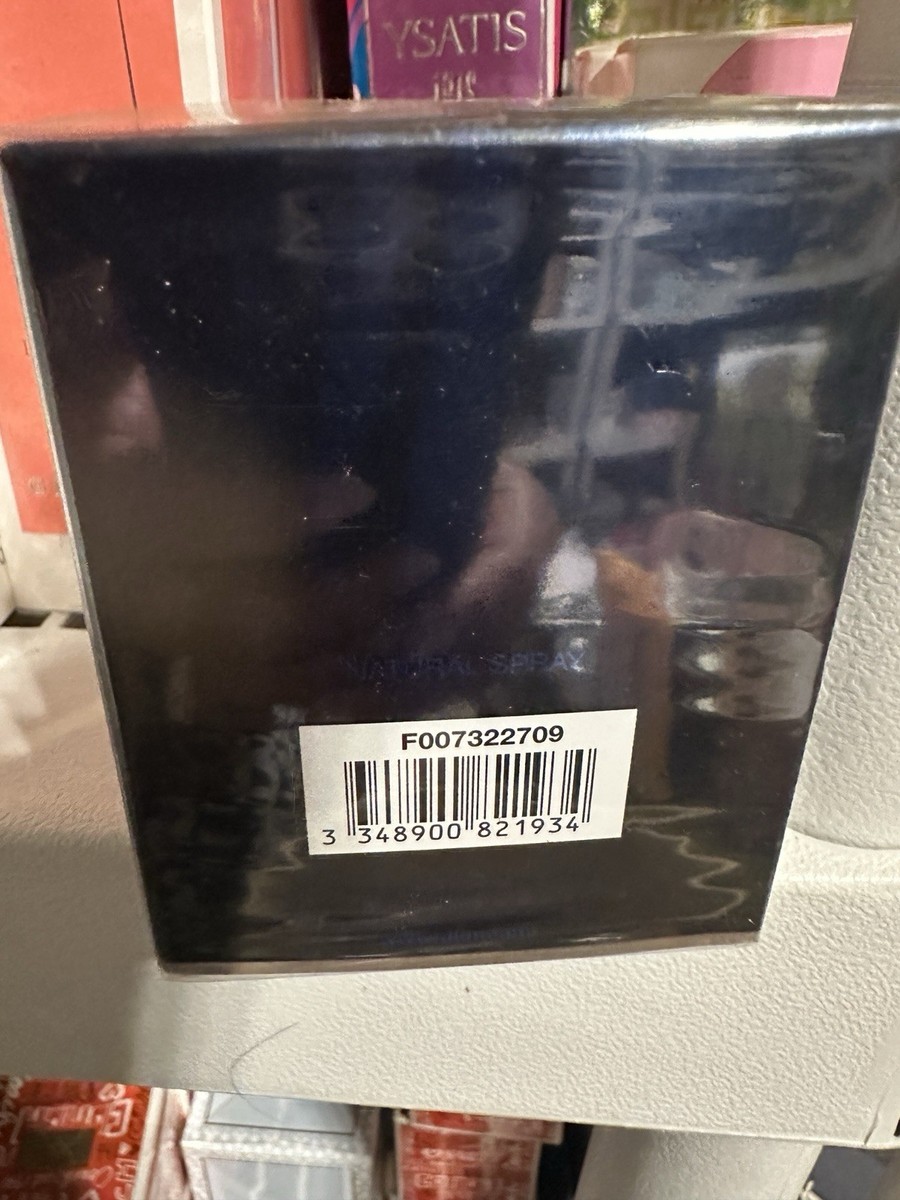 YSATIS
NATURAL SPRAY
F007322709
3 348900 821934